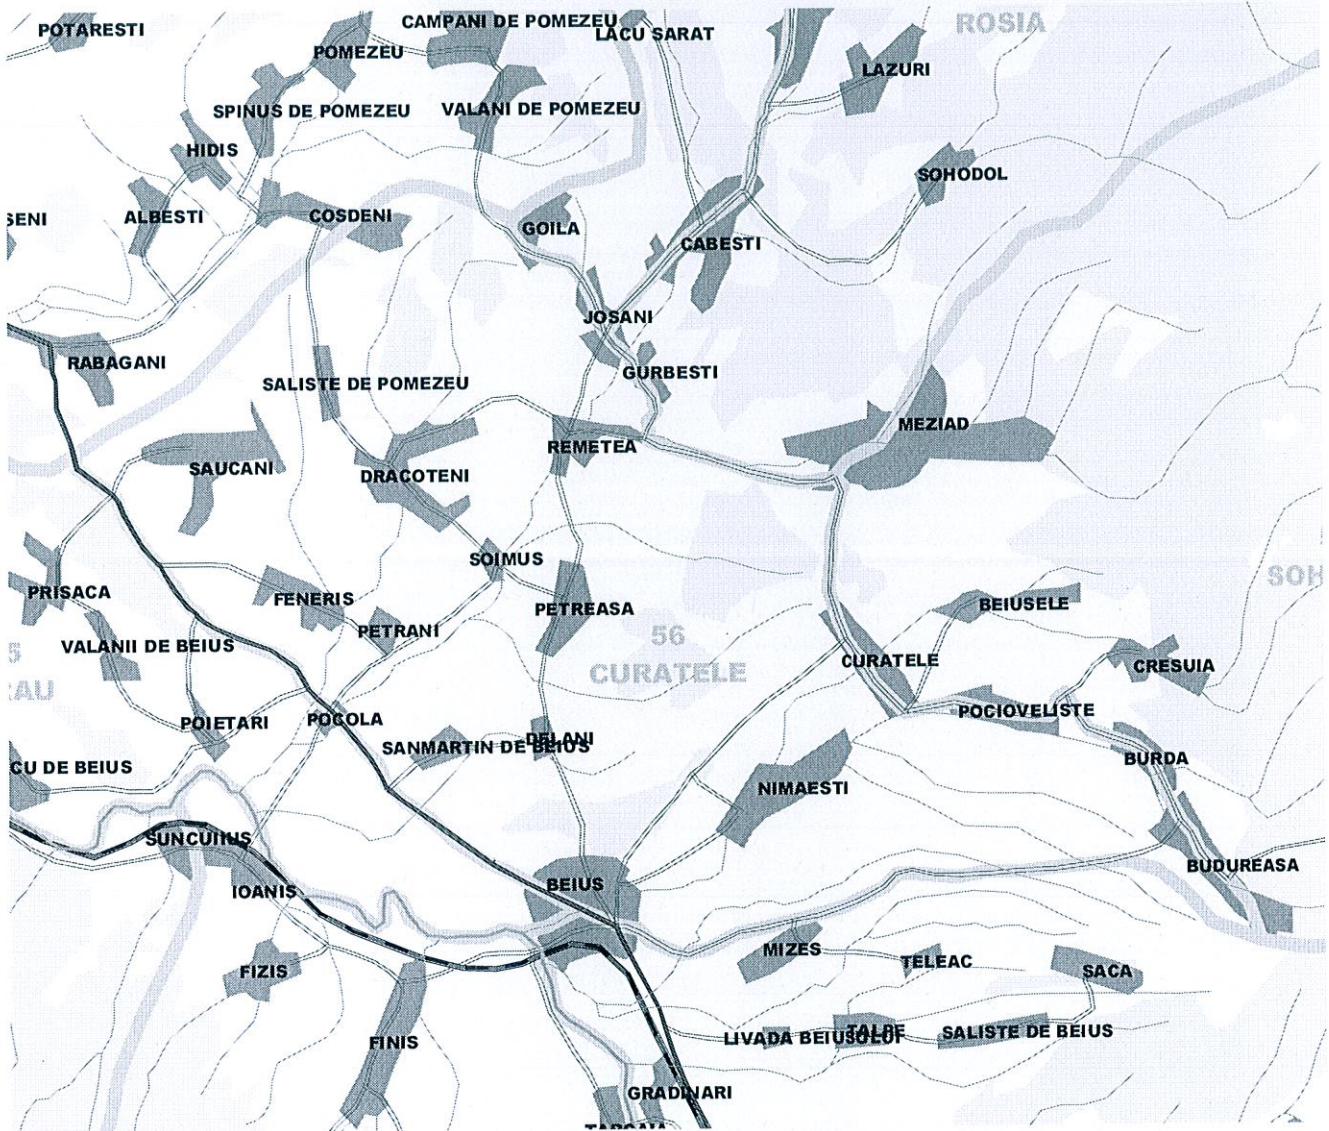 CAMPANI DE POMEZEU
ROSIA
POTARESTI
LACU SARAT
POMEZEU
LAZURI
SPINUS DE POMEZEU
VALANI DE POMEZEU
HIDIS
SOHODOL
SENI
ALBESTI
COSDENI
GOILA
CABESTI
JOSANI
RABAGANI
GURBESTI
SALISTE DE POMEZEU
MEZIAD
REMETEA
SAUCANI
DRACOTENI
SOIMUS
SOH
PRISACA
FENERIS
PETREASA
BEIUSELE
PETRANI
56
VALANII DE BEIUS
CURATELE
CURATELE
CRESUIA
RAU
POCIOVELISTE
POIETARI
POCOLA
DELANI
SANMARTIN DE BEIUS
BURDA
CU DE BEIUS
NIMAESTI
SUNCUIUS
BUDUREASA
BEIUS
IOANIS
MIZES
TELEAC
FIZIS
SACA
LIVADA BEIUSULUI
TALPE
SALISTE DE BEIUS
FINIS
GRADINARI